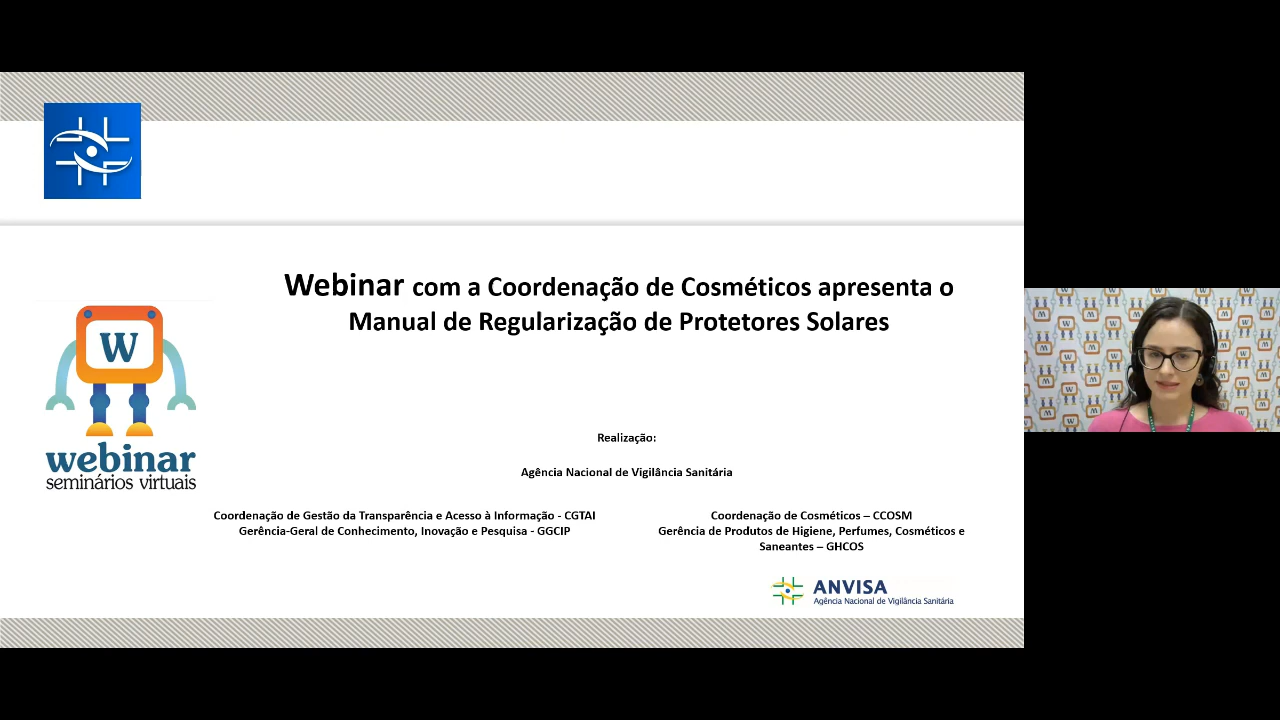 Webinar com a Coordenação de Cosméticos apresenta o
Manual de Regularização de Protetores Solares
W
webinar
seminários virtuais
Realização:
Agência Nacional de Vigilância Sanitária
Coordenação de Gestão da Transparência e Acesso à Informação - CGTAI
Gerência-Geral de Conhecimento, Inovação e Pesquisa - GGCIP
Coordenação de Cosméticos – CCOSM
Gerência de Produtos de Higiene, Perfumes, Cosméticos e
Saneantes – GHCOS
ANVISA
Agência Nacional de Vigilância Sanitária